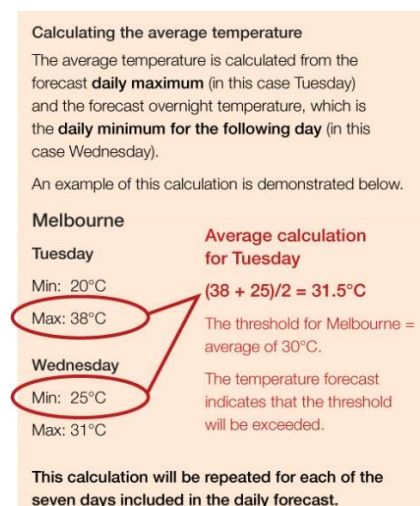 Calculating the average temperature
The average temperature is calculated from the
forecast daily maximum (in this case Tuesday)
and the forecast overnight temperature, which is
the daily minimum for the following day (in this
case Wednesday).
An example of this calculation is demonstrated below.
Melbourne
Tuesday
Min: 20°C
Max: 38°C
Wednesday
Min: 25°C
Max: 31°C
Average calculation
for Tuesday
(38 + 25)/2 = 31.5°C
The threshold for Melbourne =
average of 30°C.
The temperature forecast
indicates that the threshold
will be exceeded.
This calculation will be repeated for each of the
seven days included in the daily forecast.